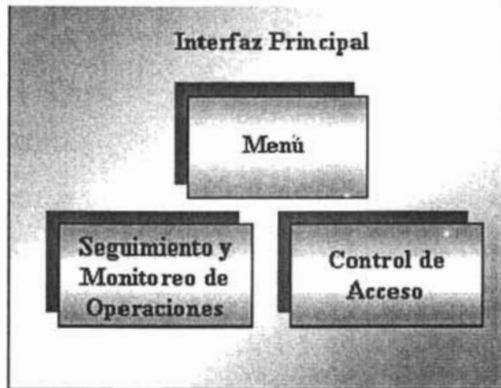 Interfaz Principal
Menú
Seguimiento y
Monitoreo de
Operaciones
Control de
Acceso